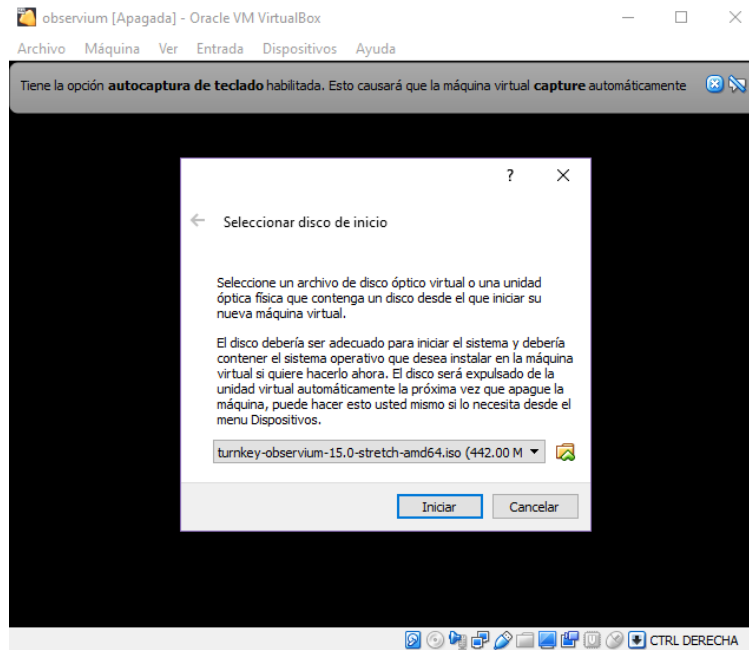 observium [Apagada] - Oracle VM VirtualBox
Archivo Máquina Ver Entrada Dispositivos Ayuda
Tiene la opción autocaptura de teclado habilitada. Esto causará que la máquina virtual capture automáticamente
?
Seleccionar disco de inicio
Seleccione un archivo de disco óptico virtual o una unidad
óptica física que contenga un disco desde el que iniciar su
nueva máquina virtual.
El disco debería ser adecuado para iniciar el sistema y debería
contener el sistema operativo que desea instalar en la máquina
virtual si quiere hacerlo ahora. El disco será expulsado de la
unidad virtual automáticamente la próxima vez que apague la
máquina, puede hacer esto usted mismo si lo necesita desde el
menu Dispositivos.
turnkey-observium-15.0-stretch-amd64.iso (442.00 M
Iniciar Cancelar
CTRL DERECHA